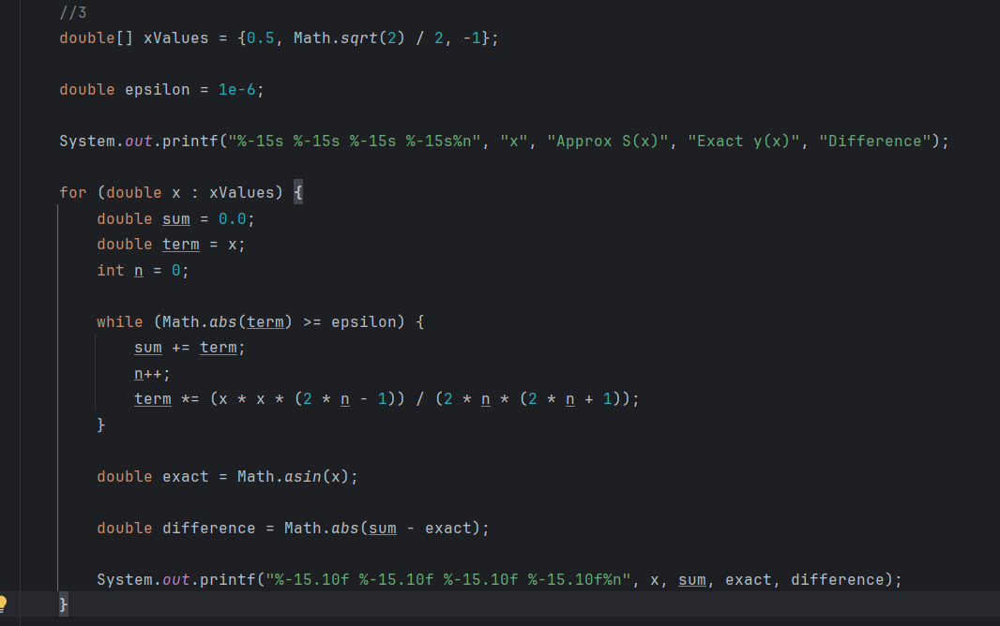 //3
double[] xValues = {0.5, Math.sqrt(2) / 2, -1};
double epsilon = 1e-6;
System.out.printf("%-15s %-15s %-15s %-15s%n", "x", "Approx S(x)", "Exact y(x)", "Difference");
for (double x : xValues) {
double sum = 0.0;
double term = x;
int n = 0;
while (Math.abs(term) >= epsilon) {
sum += term;
n++;
term *= (x * x * (2 * n - 1)) / (2 * n * (2 * n + 1));
}
double exact = Math.asin(x);
double difference = Math.abs(sum - exact);
System.out.printf("%-15.10f %-15.10f %-15.10f %-15.10f%n", x, sum, exact, difference);
}